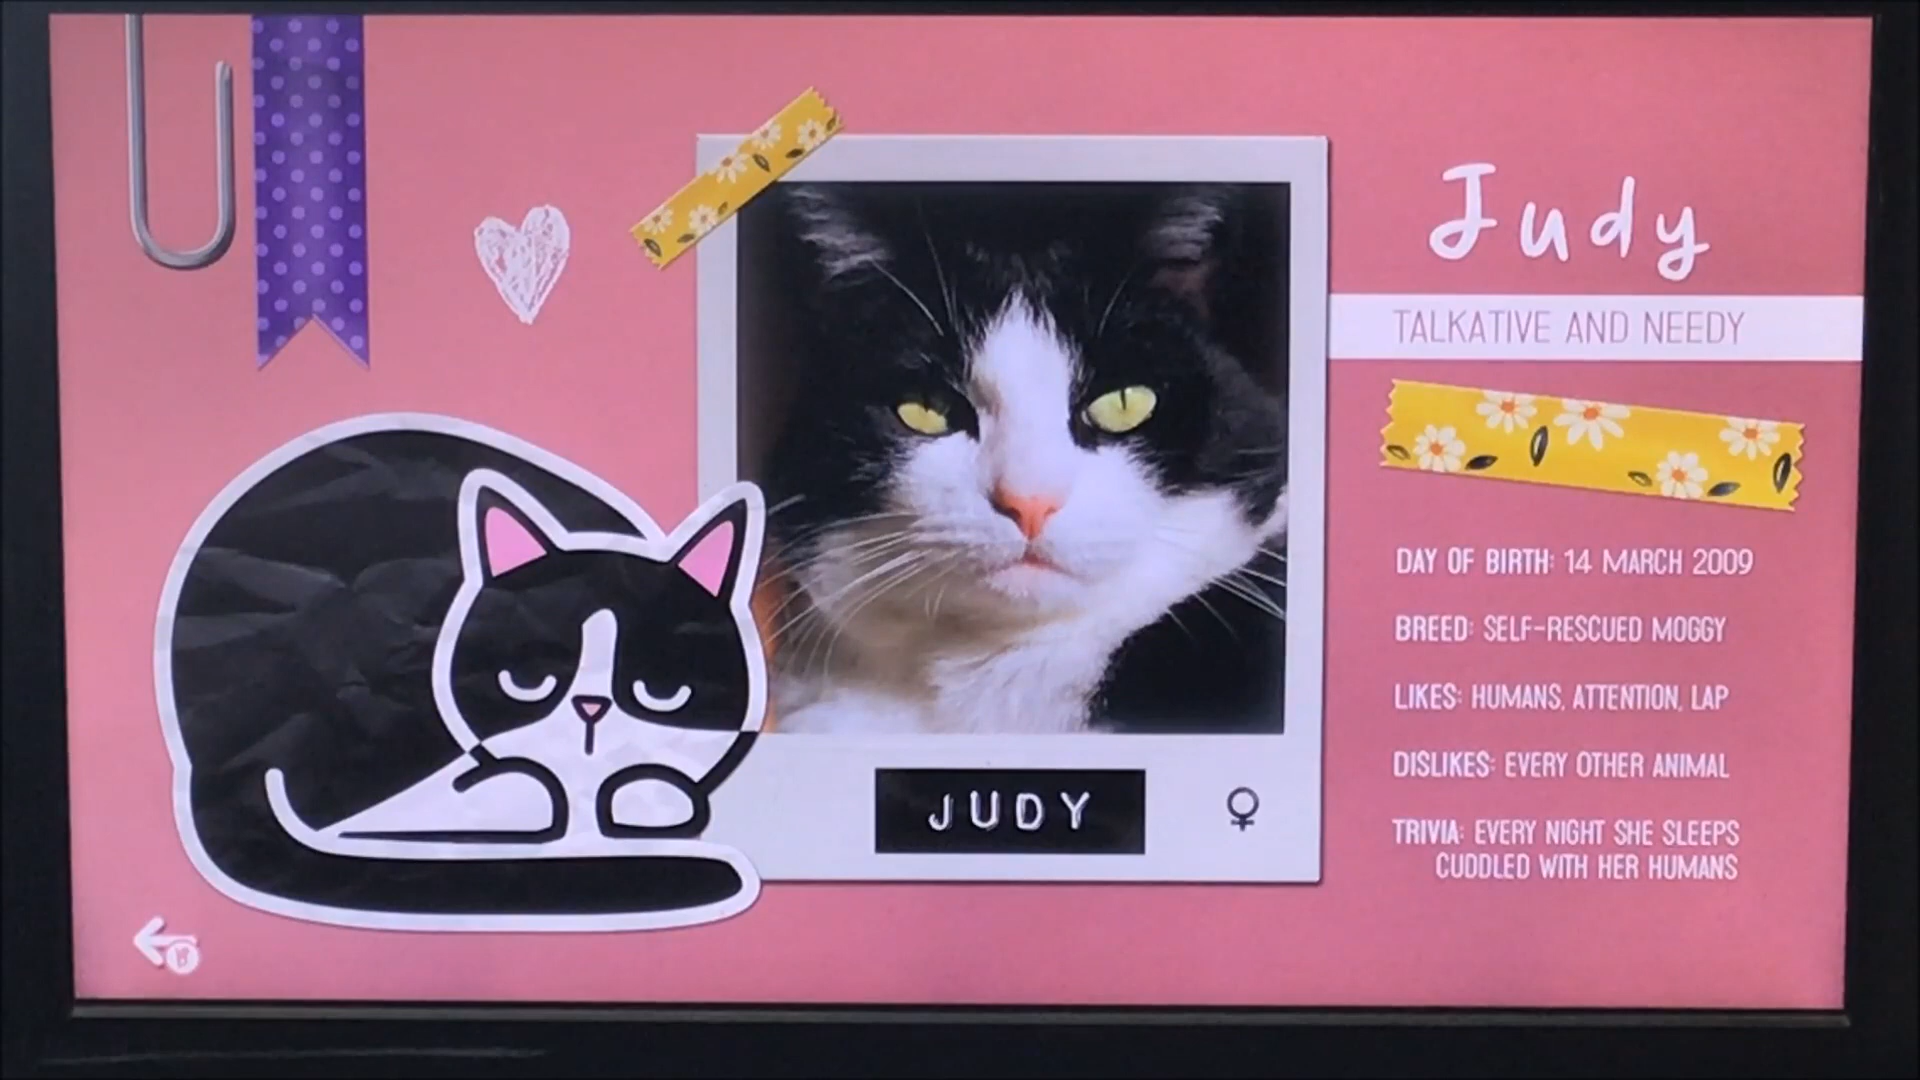 Judy
TALKATIVE AND NEEDY
DAY OF BIRTH: 14 MARCH 2009
BREED: SELF-RESCUED MOGGY
LIKES: HUMANS, ATTENTION, LAP
DISLIKES: EVERY OTHER ANIMAL
TRIVIA: EVERY NIGHT SHE SLEEPS
CUDDLED WITH HER HUMANS
JUDY